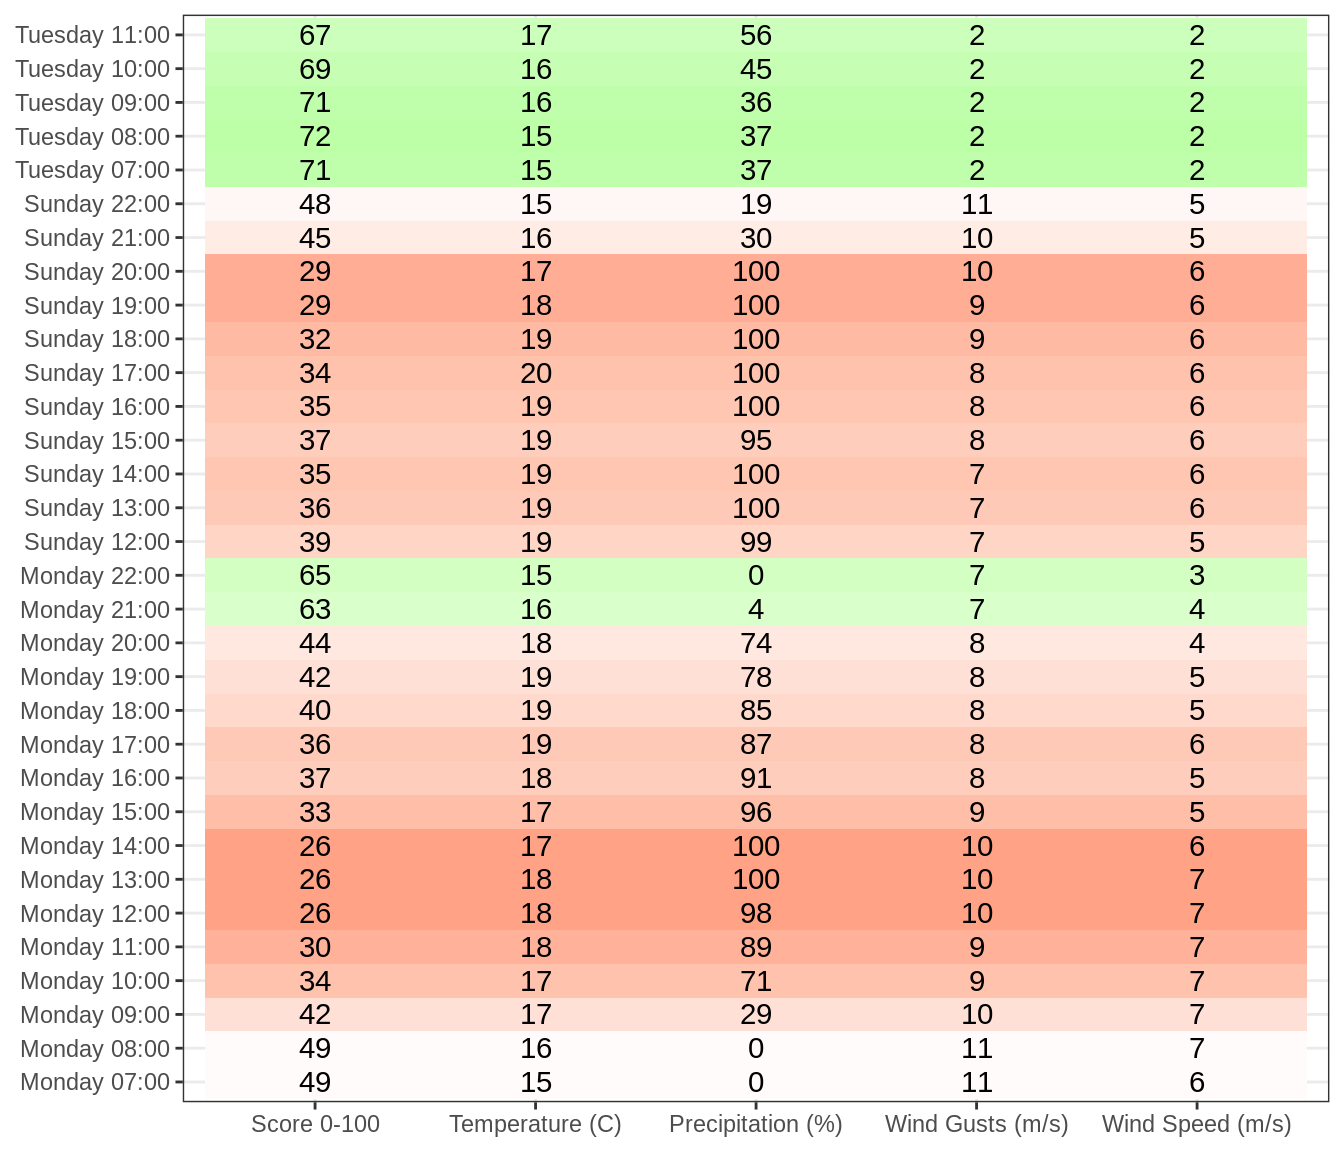 Tuesday 11:00 67 17 56 2 2
Tuesday 10:00 69 16 45 2 2
Tuesday 09:00 71 16 36 2 2
Tuesday 08:00 72 15 37 2 2
Tuesday 07:00 71 15 37 2 2
Sunday 22:00 48 15 19 11 5
Sunday 21:00 45 16 30 10 5
Sunday 20:00 29 17 100 10 6
Sunday 19:00 29 18 100 9 6
Sunday 18:00 32 19 100 9 6
Sunday 17:00 34 20 100 8 6
Sunday 16:00 35 19 100 8 6
Sunday 15:00 37 19 95 8 6
Sunday 14:00 35 19 100 7 6
Sunday 13:00 36 19 100 7 6
Sunday 12:00 39 19 99 7 5
Monday 22:00 65 15 0 7 3
Monday 21:00 63 16 4 7 4
Monday 20:00 44 18 74 8 4
Monday 19:00 42 19 78 8 5
Monday 18:00 40 19 85 8 5
Monday 17:00 36 19 87 8 6
Monday 16:00 37 18 91 8 5
Monday 15:00 33 17 96 9 5
Monday 14:00 26 17 100 10 6
Monday 13:00 26 18 100 10 7
Monday 12:00 26 18 98 10 7
Monday 11:00 30 18 89 9 7
Monday 10:00 34 17 71 9 7
Monday 09:00 42 17 29 10 7
Monday 08:00 49 16 0 11 7
Monday 07:00 49 15 0 11 6
Score 0-100 Temperature (C) Precipitation (%) Wind Gusts (m/s) Wind Speed (m/s)